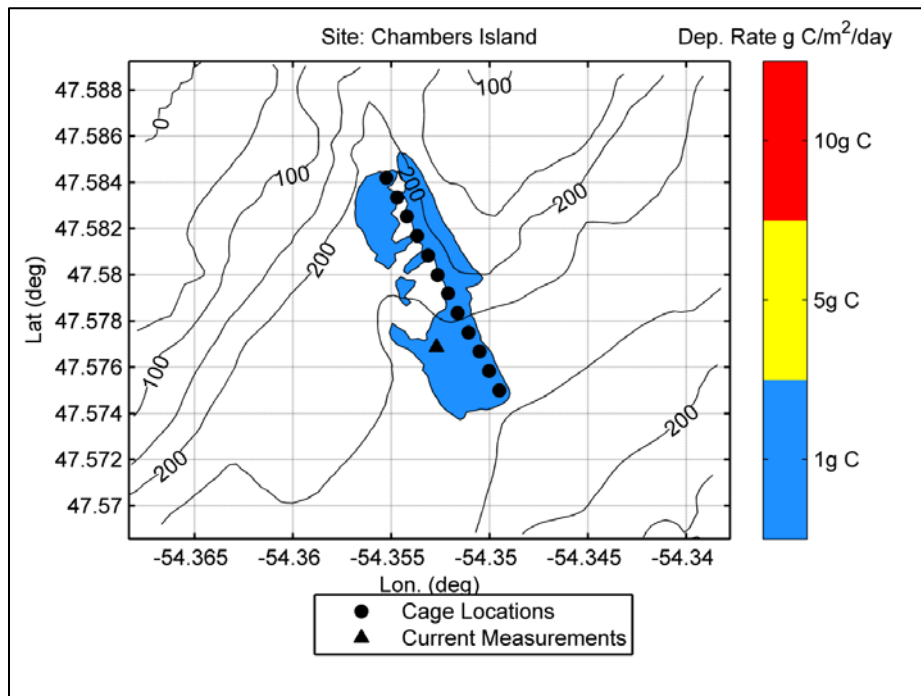 Site: Chambers Island
Dep. Rate g C/m²/day
47.588
47.586
47.584
47.582
47.58
47.578
47.576
47.574
47.572
47.57
Lat (deg)
0
100
100
200
200
100
200
200
200
10g C
5g C
1g C
-54.365
-54.36
-54.355
-54.35
-54.345
-54.34
Lon. (deg)
Cage Locations
Current Measurements